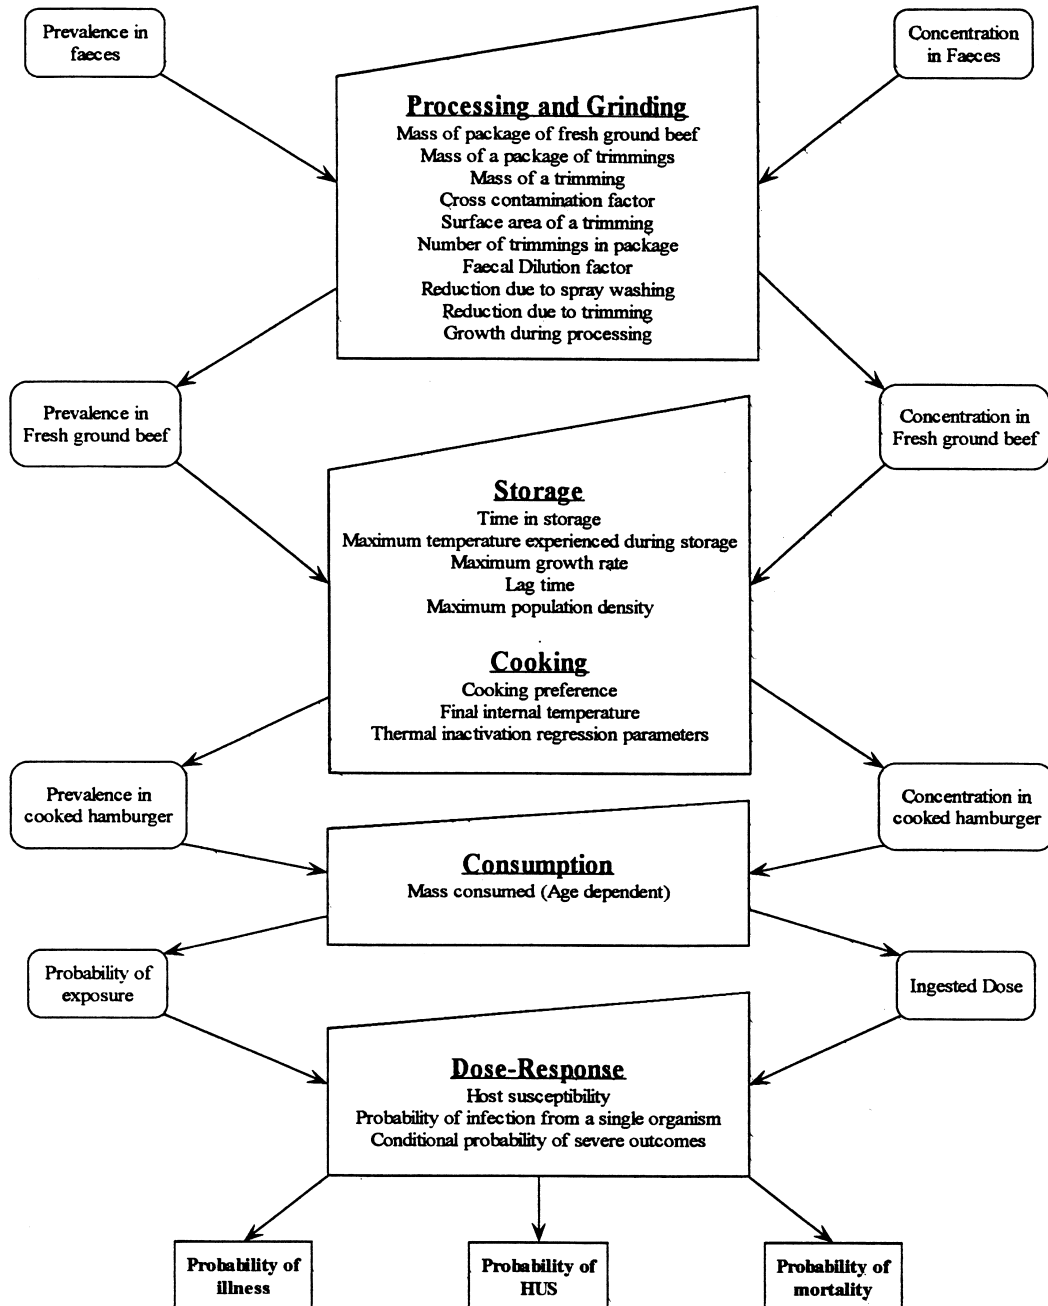 Prevalence in
faeces
Concentration
in Faeces
Processing and Grinding
Mass of package of fresh ground beef
Mass of a package of trimmings
Mass of a trimming
Cross contamination factor
Surface area of a trimming
Number of trimmings in package
Faecal Dilution factor
Reduction due to spray washing
Reduction due to trimming
Growth during processing
Prevalence in
Fresh ground beef
Concentration in
Fresh ground beef
Storage
Time in storage
Maximum temperature experienced during storage
Maximum growth rate
Lag time
Maximum population density
Cooking
Cooking preference
Final internal temperature
Thermal inactivation regression parameters
Prevalence in
cooked hamburger
Concentration in
cooked hamburger
Consumption
Mass consumed (Age dependent)
Probability of
exposure
Ingested Dose
Dose-Response
Host susceptibility
Probability of infection from a single organism
Conditional probability of severe outcomes
Probability of
illness
Probability of
HUS
Probability of
mortality